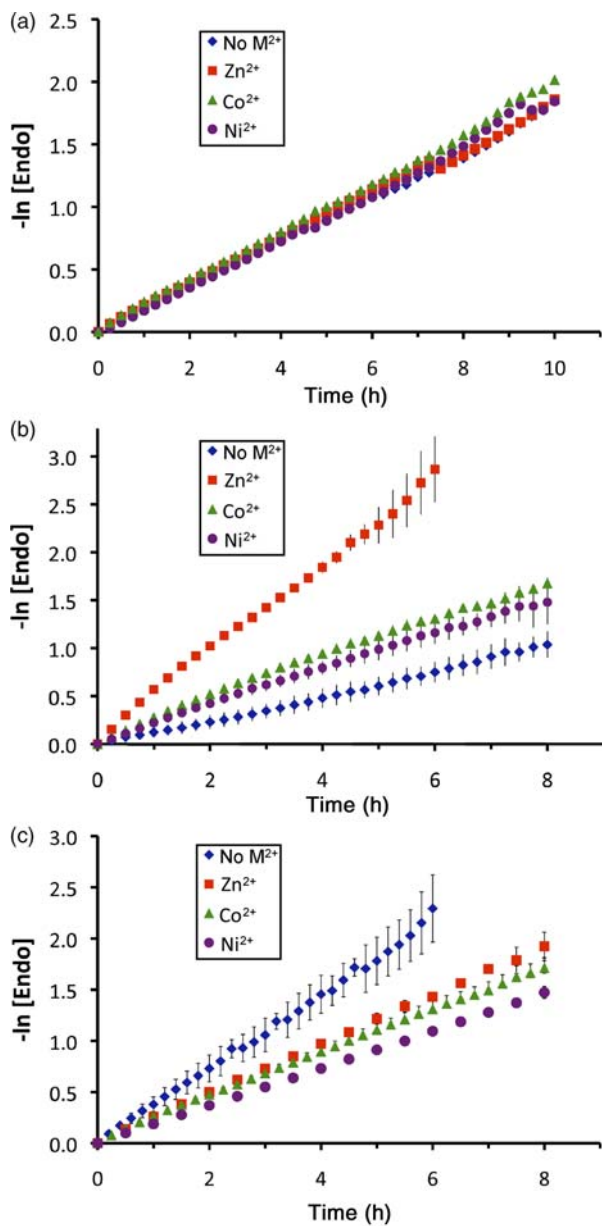 (a)
2.5
2.0
1.5
1.0
0.5
0.0
-ln [Endo]
No M²⁺
Zn²⁺
Co²⁺
Ni²⁺
0 2 4 6 8 10
Time (h)
(b)
3.0
2.5
2.0
1.5
1.0
0.5
0.0
-ln [Endo]
No M²⁺
Zn²⁺
Co²⁺
Ni²⁺
0 2 4 6 8
Time (h)
(c)
3.0
2.5
2.0
1.5
1.0
0.5
0.0
-ln [Endo]
No M²⁺
Zn²⁺
Co²⁺
Ni²⁺
0 2 4 6 8
Time (h)